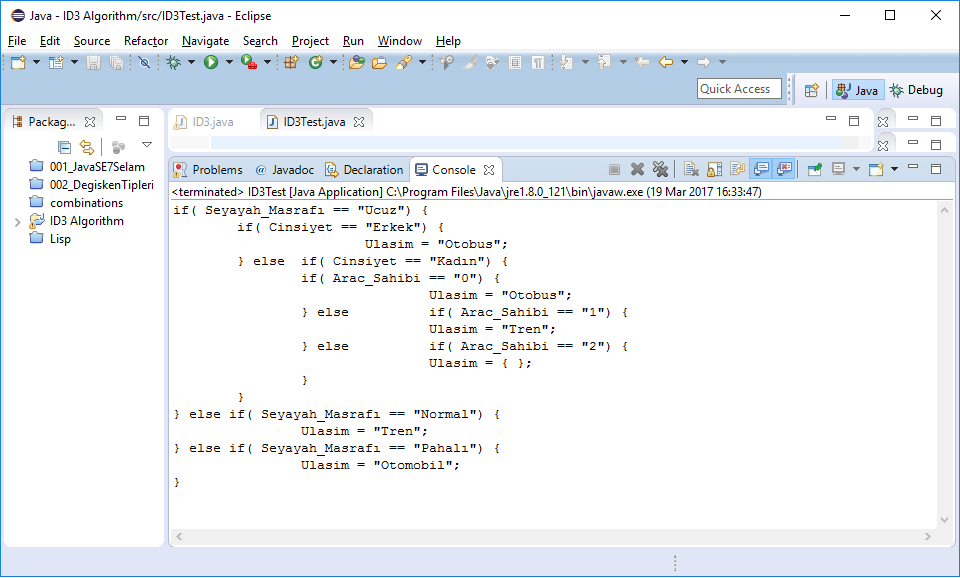 Java - ID3 Algorithm/src/ID3Test.java - Eclipse
File Edit Source Refactor Navigate Search Project Run Window Help
Quick Access Java Debug
Packag... ID3.java ID3Test.java
001_JavaSE7Selam
002_DegiskenTipleri
combinations
ID3 Algorithm
Lisp
Problems @ Javadoc Declaration Console
<terminated> ID3Test [Java Application] C:\Program Files\Java\jre1.8.0_121\bin\javaw.exe (19 Mar 2017 16:33:47)
if( Seyayah_Masrafı == "Ucuz") {
if( Cinsiyet == "Erkek") {
Ulasim = "Otobus";
} else if( Cinsiyet == "Kadın") {
if( Arac_Sahibi == "0") {
Ulasim = "Otobus";
} else if( Arac_Sahibi == "1") {
Ulasim = "Tren";
} else if( Arac_Sahibi == "2") {
Ulasim = { };
}
}
} else if( Seyayah_Masrafı == "Normal") {
Ulasim = "Tren";
} else if( Seyayah_Masrafı == "Pahalı") {
Ulasim = "Otomobil";
}